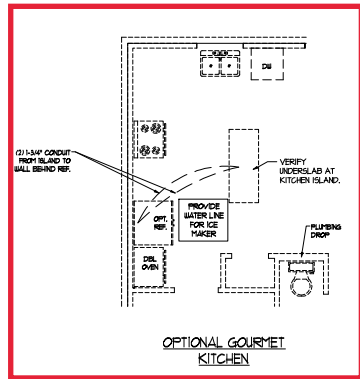 DW
(2) 1-3/4" CONDUIT
FROM ISLAND TO
WALL BEHIND REF.
VERIFY
UNDERSLAB AT
KITCHEN ISLAND.
OPT.
REF.
PROVIDE
WATER LINE
FOR ICE
MAKER
PLUMBING
DROP
DBL
OVEN
OPTIONAL GOURMET
KITCHEN